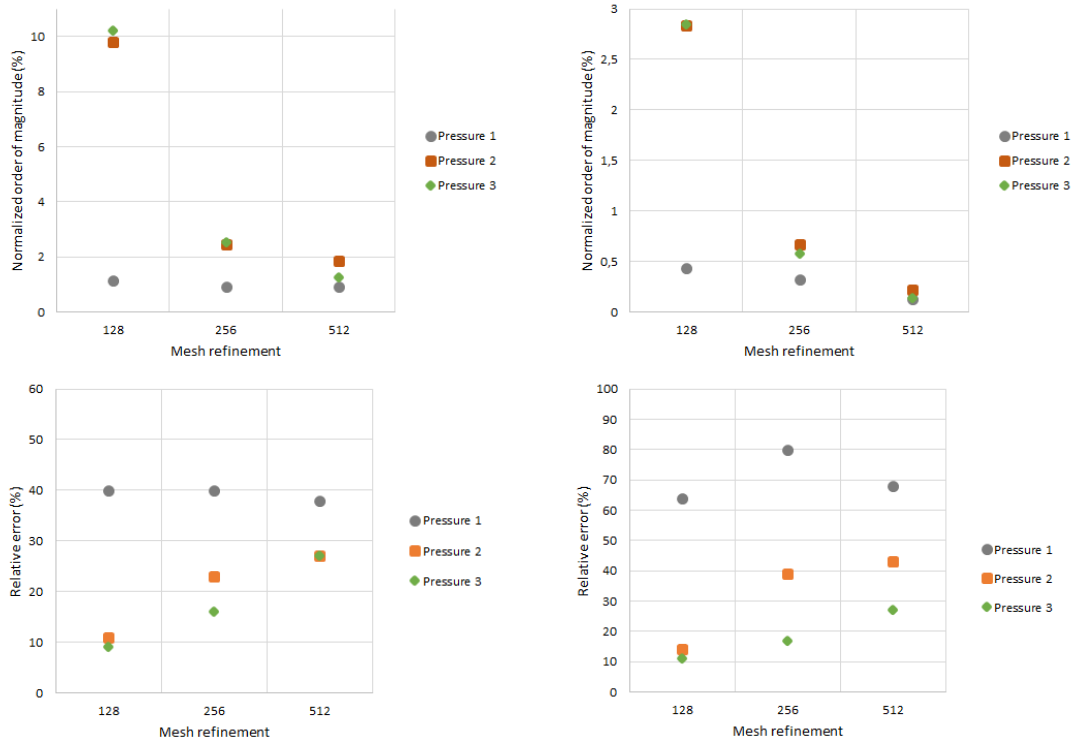 10
8
6
4
2
0
Normalized order of magnitude (%)
128
256
512
Mesh refinement
Pressure 1
Pressure 2
Pressure 3
3
2,5
2
1,5
1
0,5
0
Normalized order of magnitude (%)
128
256
512
Mesh refinement
Pressure 1
Pressure 2
Pressure 3
60
50
40
30
20
10
0
Relative error (%)
128
256
512
Mesh refinement
Pressure 1
Pressure 2
Pressure 3
100
90
80
70
60
50
40
30
20
10
0
Relative error (%)
128
256
512
Mesh refinement
Pressure 1
Pressure 2
Pressure 3